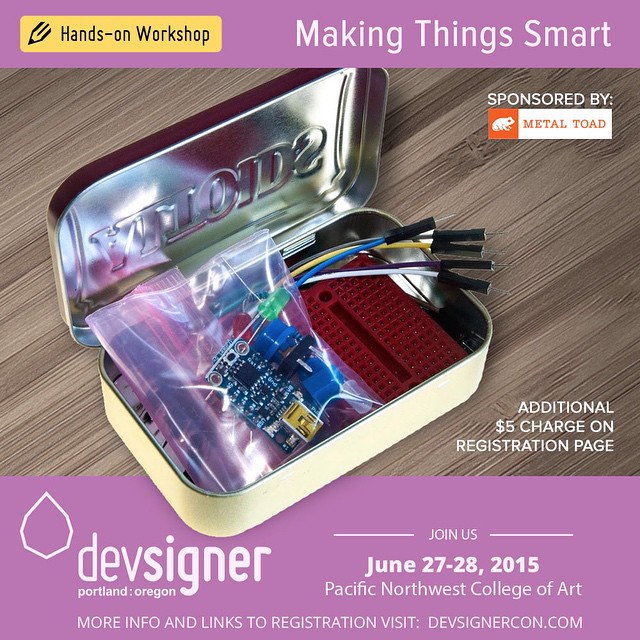 Hands-on Workshop
Making Things Smart
SPONSORED BY:
METAL TOAD
ALTOIDS
ADDITIONAL
$5 CHARGE ON
REGISTRATION PAGE
devsigner
portland:oregon
JOIN US
June 27-28, 2015
Pacific Northwest College of Art
MORE INFO AND LINKS TO REGISTRATION VISIT: DEVSIGNERCON.COM